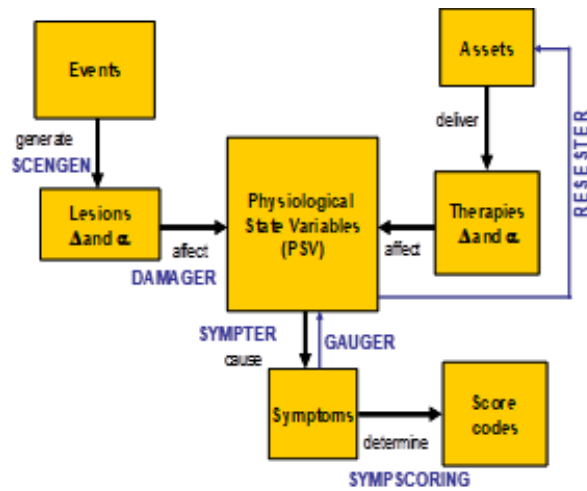 Events
Assets
generate
SCENGEN
deliver
RESESTER
Lesions
Δ and α
Physiological
State Variables
(PSV)
Therapies
Δ and α
affect
DAMAGER
affect
SYMPTER
cause
GAUGER
Symptoms
Score
codes
determine
SYMPSCORING